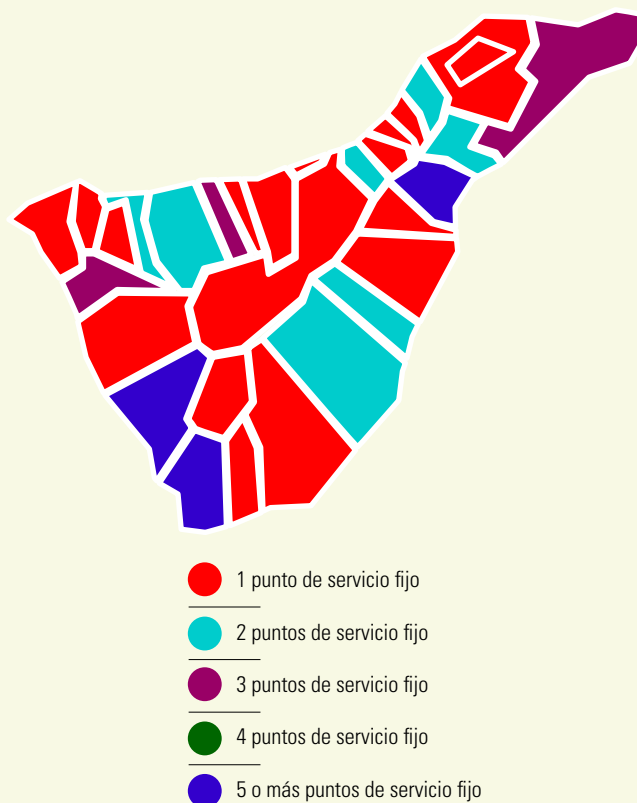 1 punto de servicio fijo
2 puntos de servicio fijo
3 puntos de servicio fijo
4 puntos de servicio fijo
5 o más puntos de servicio fijo